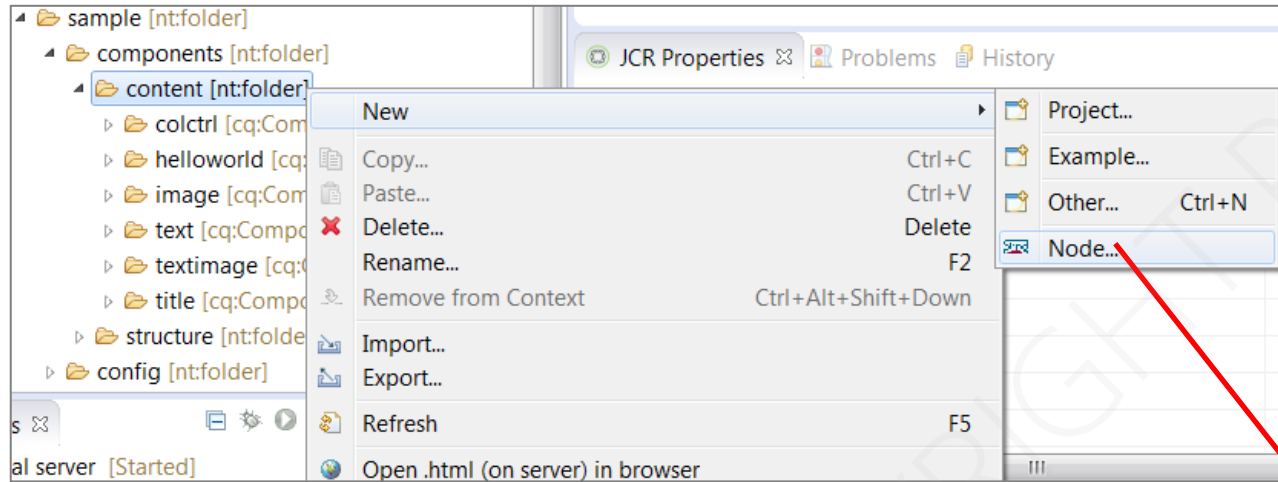 sample [nt:folder]
components [nt:folder]
content [nt:folder]
colctrl [cq:Com
helloworld [cq:
image [cq:Com
text [cq:Compo
textimage [cq:
title [cq:Compo
structure [nt:folde
config [nt:folder]
s
al server [Started]
JCR Properties Problems History
New
Copy... Ctrl+C
Paste... Ctrl+V
Delete... Delete
Rename... F2
Remove from Context Ctrl+Alt+Shift+Down
Import...
Export...
Refresh F5
Open .html (on server) in browser
Project...
Example...
Other... Ctrl+N
Node...